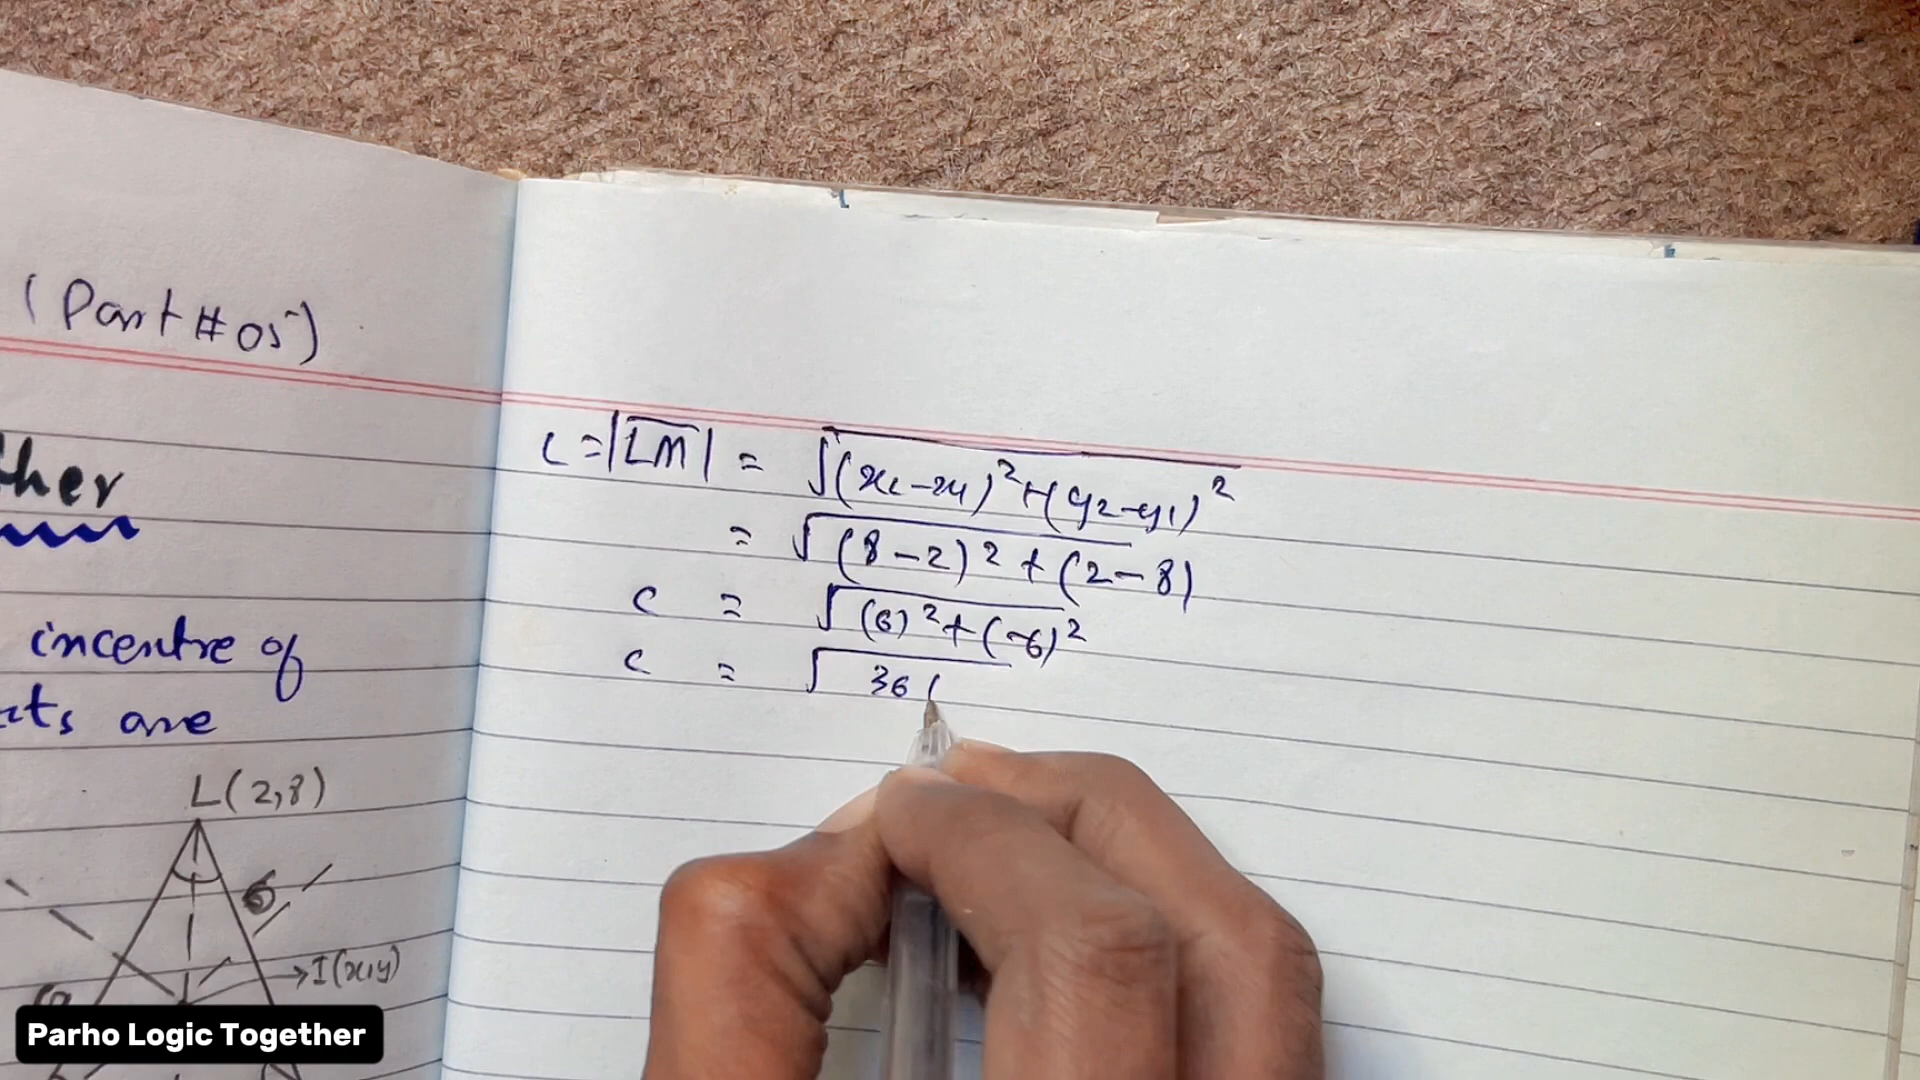 (Part # 05)
ther
incentre of
are
L(2,8)
6
I(x,y)
c = |LM| = √(x₂-x₁)²+(y₂-y₁)²
= √(8-2)²+(2-8)
c = √(6)²+(-6)²
c = √36
Parho Logic Together